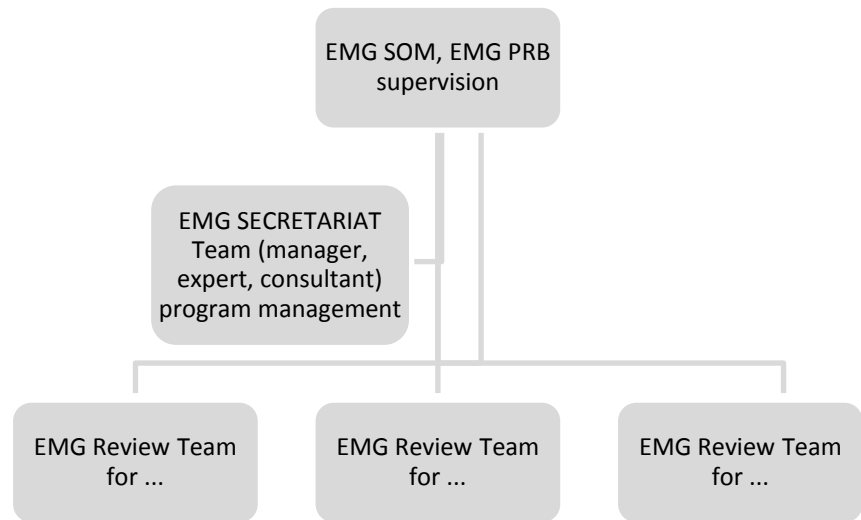 EMG SOM, EMG PRB
supervision
EMG SECRETARIAT
Team (manager,
expert, consultant)
program management
EMG Review Team
for ...
EMG Review Team
for ...
EMG Review Team
for ...